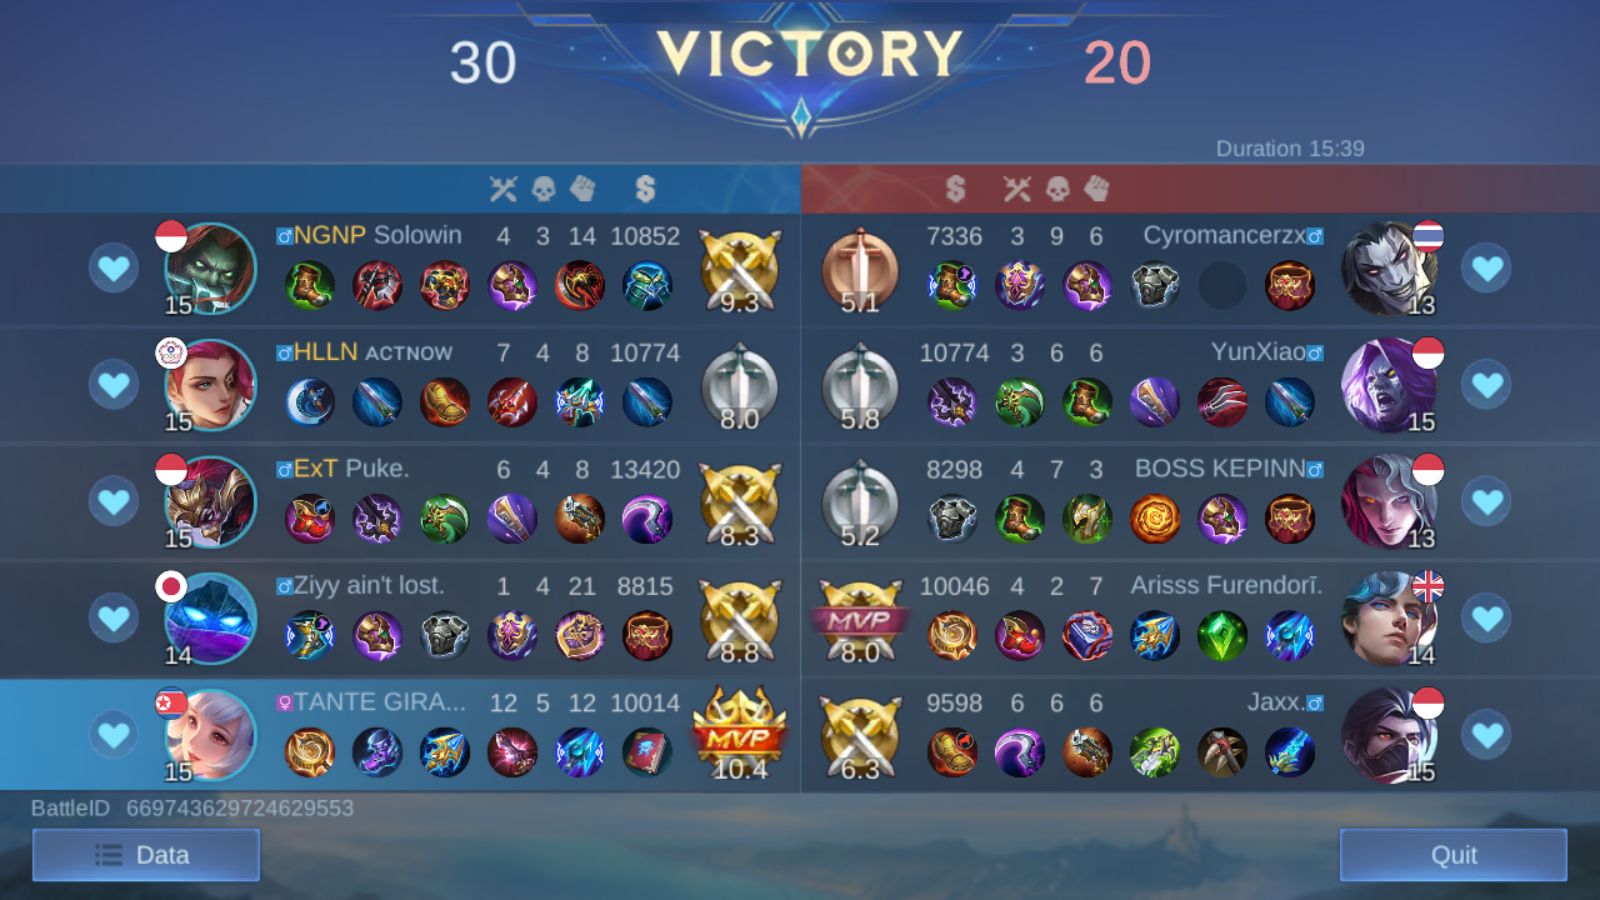 30 VICTORY 20
Duration 15:39
NGNP Solowin 4 3 14 10852
15 9.3
5.1 7336 3 9 6 Cyromancerzx
13
HLLN ACTNOW 7 4 8 10774
15 8.0
5.8 10774 3 6 6 YunXiao
15
ExT Puke. 6 4 8 13420
15 8.3
5.2 8298 4 7 3 BOSS KEPINN
13
Ziyy ain't lost. 1 4 21 8815
14 8.8
MVP 8.0 10046 4 2 7 Arisss Furendorī.
14
TANTE GIRA... 12 5 12 10014
15 MVP 10.4
6.3 9598 6 6 6 Jaxx.
15
BattleID 669743629724629553
Data
Quit